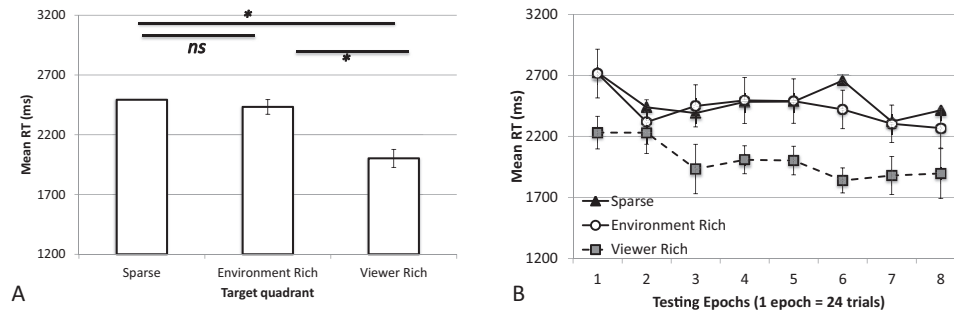 3200
2700
2200
1700
1200
Mean RT (ms)
*
ns
*
Sparse
Environment Rich
Viewer Rich
Target quadrant
A
3200
2700
2200
1700
1200
Mean RT (ms)
Sparse
Environment Rich
Viewer Rich
1 2 3 4 5 6 7 8
Testing Epochs (1 epoch = 24 trials)
B